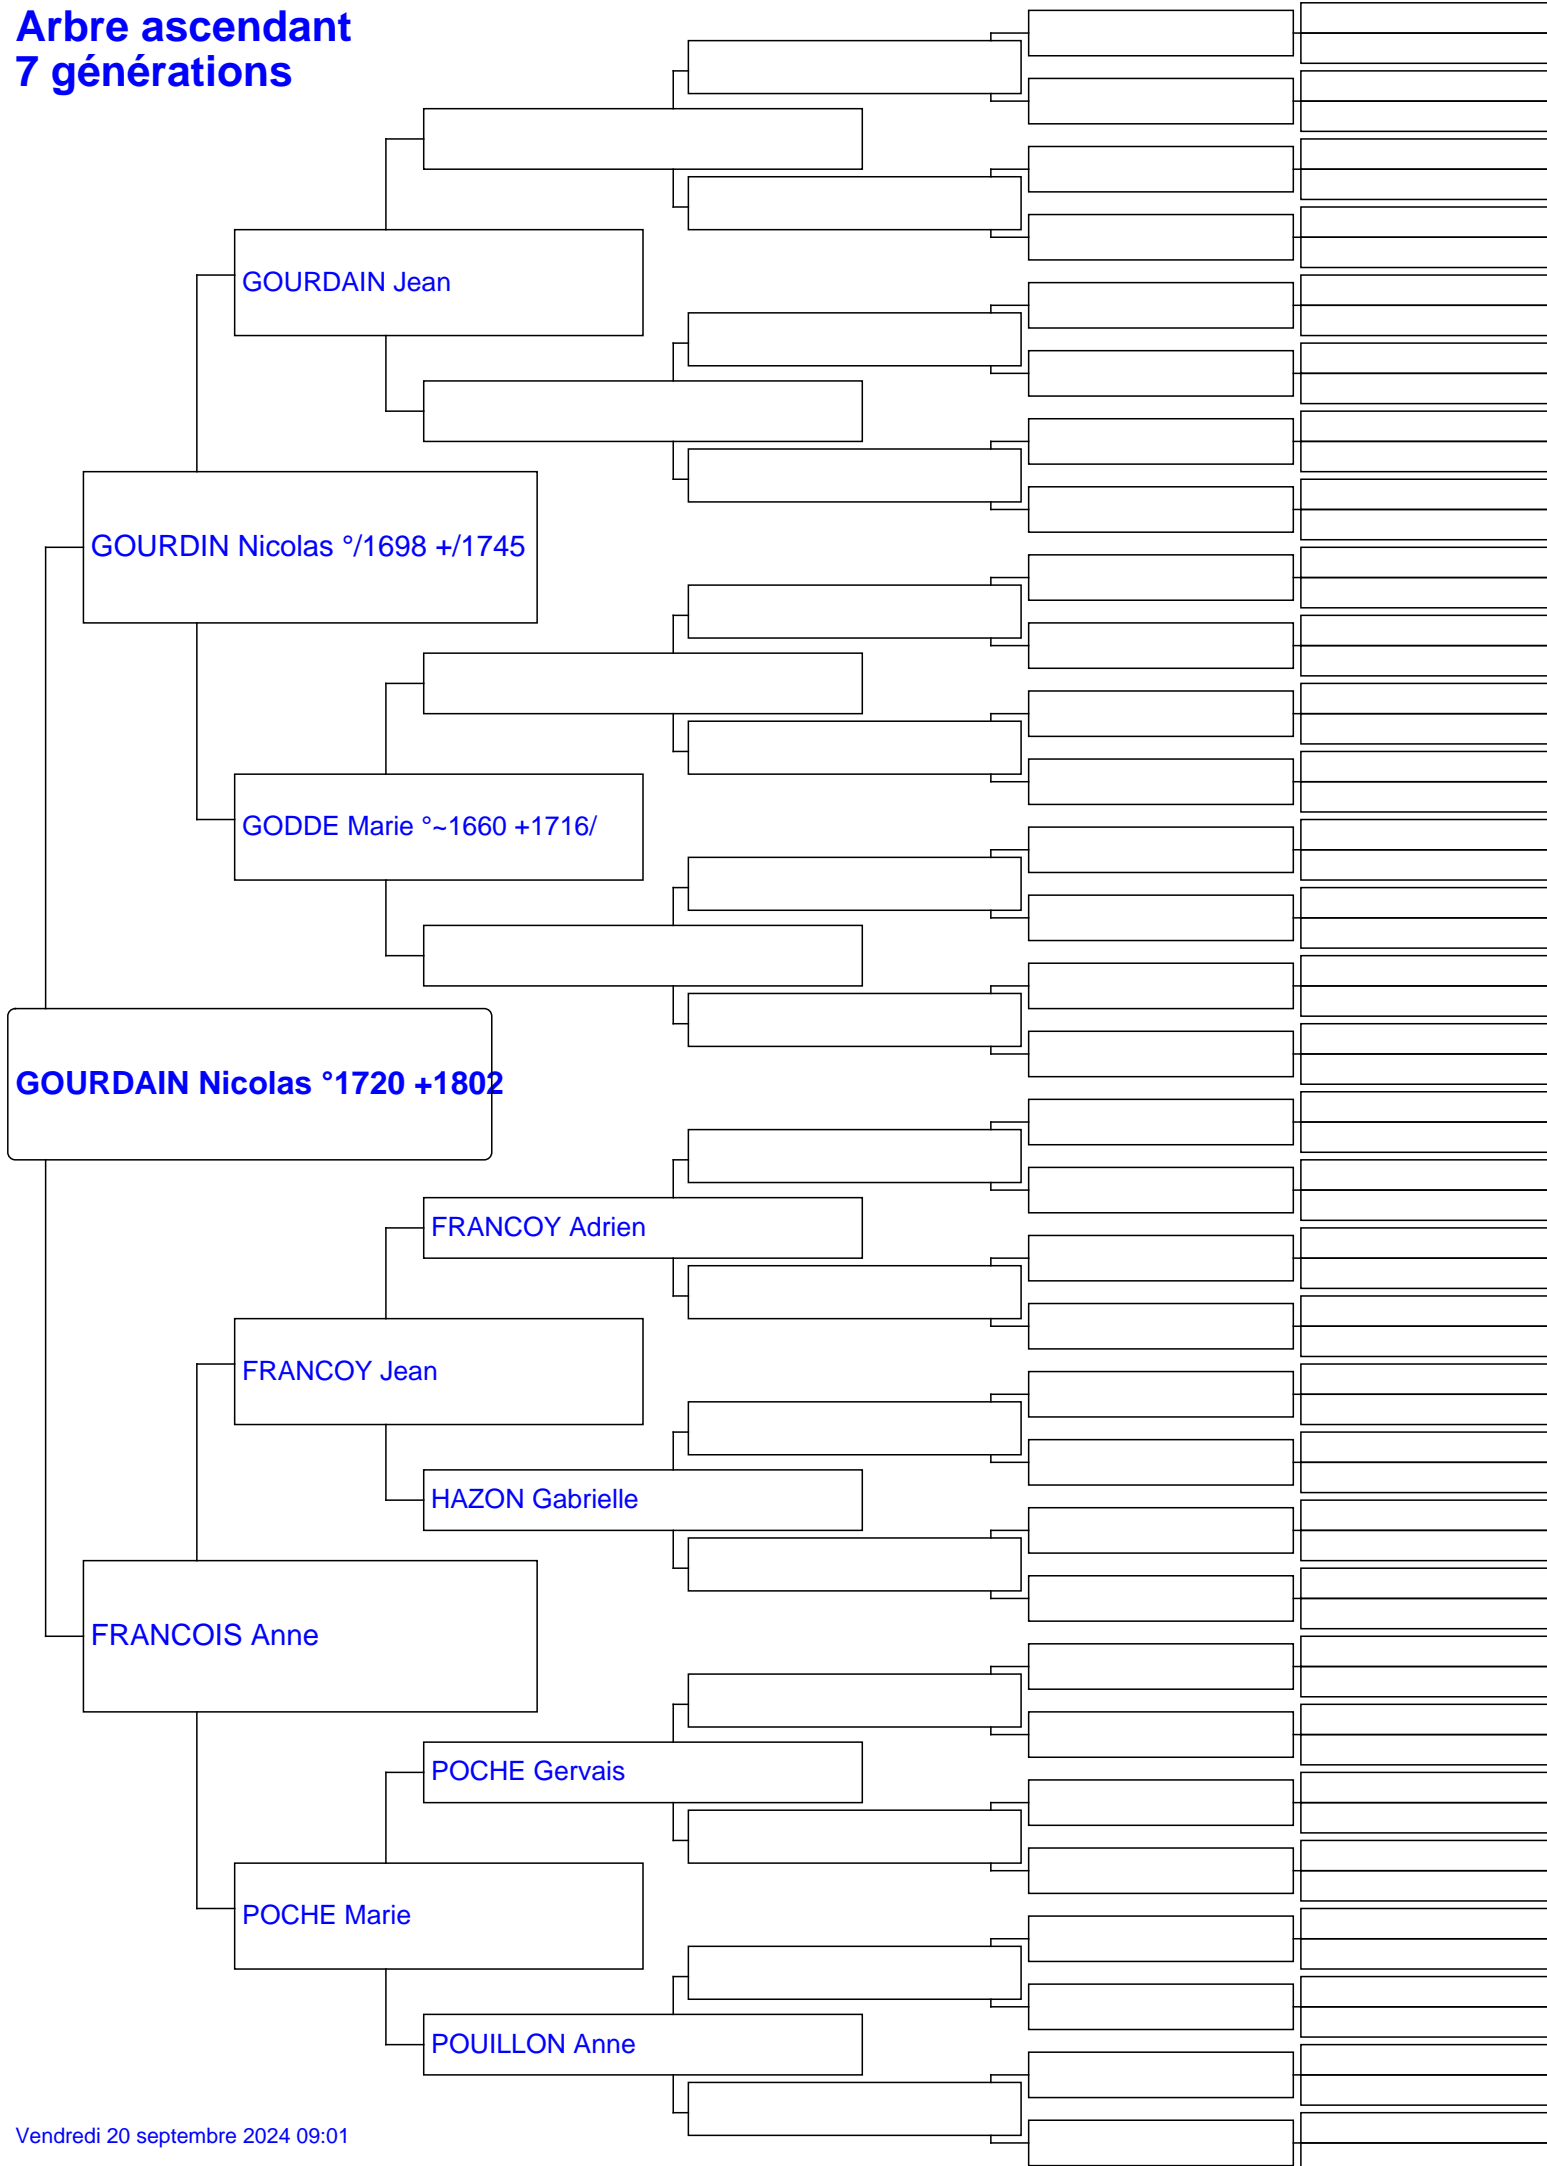 Arbre ascendant
7 générations
GOURDAIN Jean
GOURDIN Nicolas °/1698 +/1745
GODDE Marie °~1660 +1716/
GOURDAIN Nicolas °1720 +1802
FRANCOY Adrien
FRANCOY Jean
HAZON Gabrielle
FRANCOIS Anne
POCHE Gervais
POCHE Marie
POUILLON Anne
Vendredi 20 septembre 2024 09:01